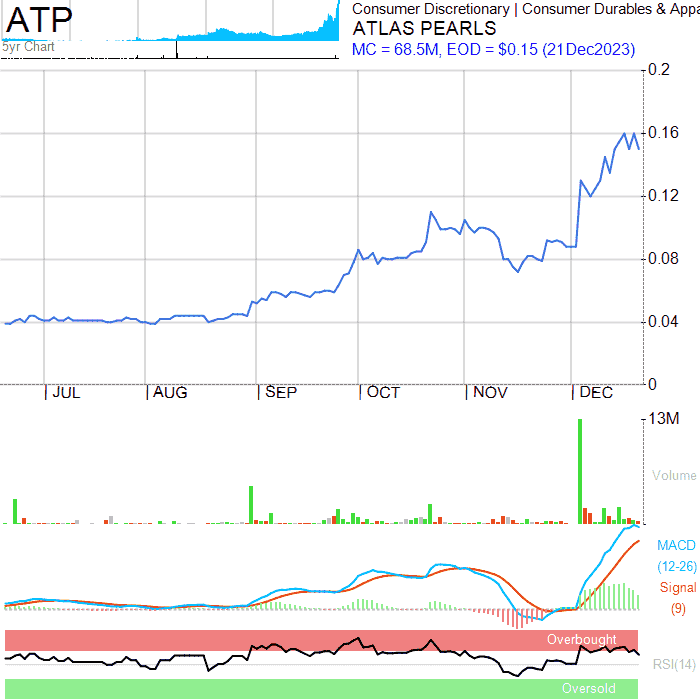 ATP
5yr Chart
Consumer Discretionary | Consumer Durables & Appa
ATLAS PEARLS
MC = 68.5M, EOD = $0.15 (21Dec2023)
0.2
0.16
0.12
0.08
0.04
0
JUL
AUG
SEP
OCT
NOV
DEC
13M
Volume
MACD
(12-26)
Signal
(9)
Overbought
RSI(14)
Oversold